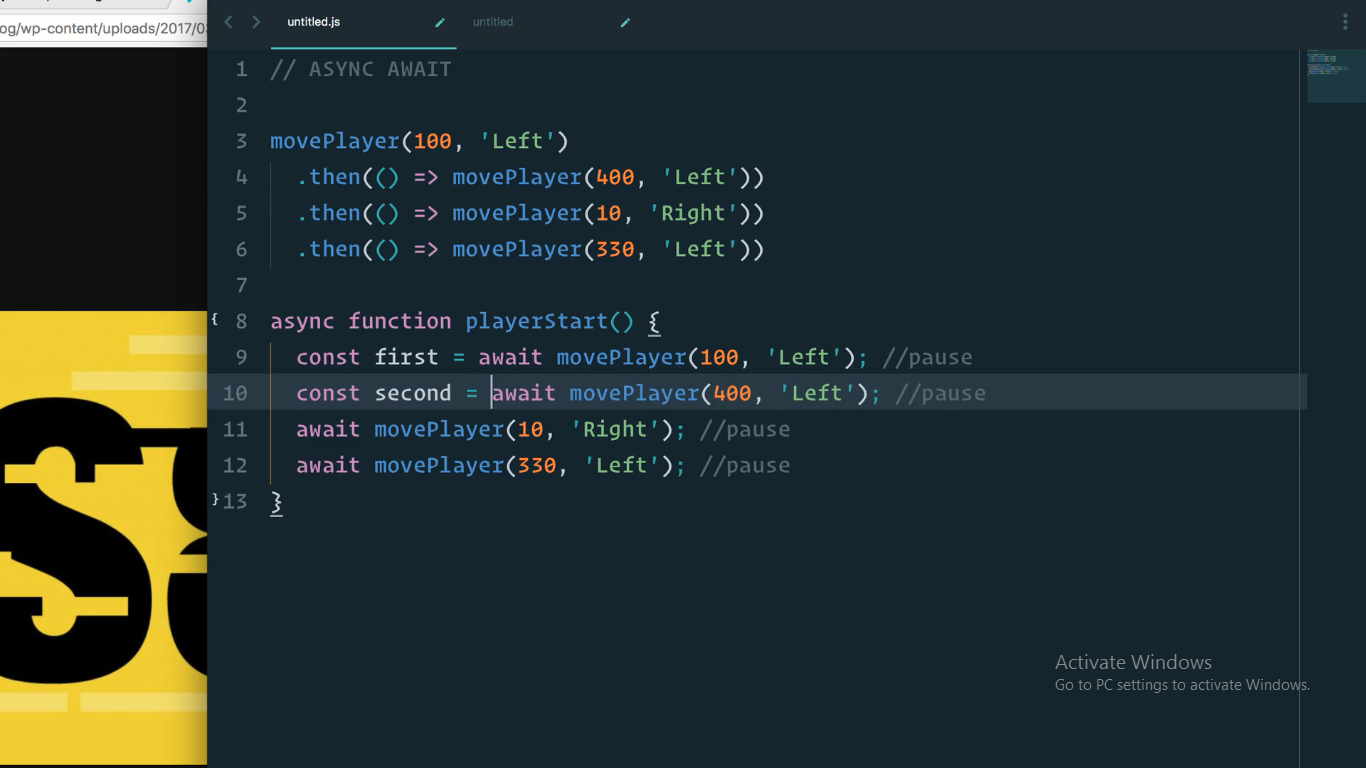 og/wp-content/uploads/2017/03
untitled.js
untitled
1 // ASYNC AWAIT
2
3 movePlayer(100, 'Left')
4 .then(() => movePlayer(400, 'Left'))
5 .then(() => movePlayer(10, 'Right'))
6 .then(() => movePlayer(330, 'Left'))
7
{ 8 async function playerStart() {
9 const first = await movePlayer(100, 'Left'); //pause
10 const second = await movePlayer(400, 'Left'); //pause
11 await movePlayer(10, 'Right'); //pause
12 await movePlayer(330, 'Left'); //pause
} 13 }
Activate Windows
Go to PC settings to activate Windows.